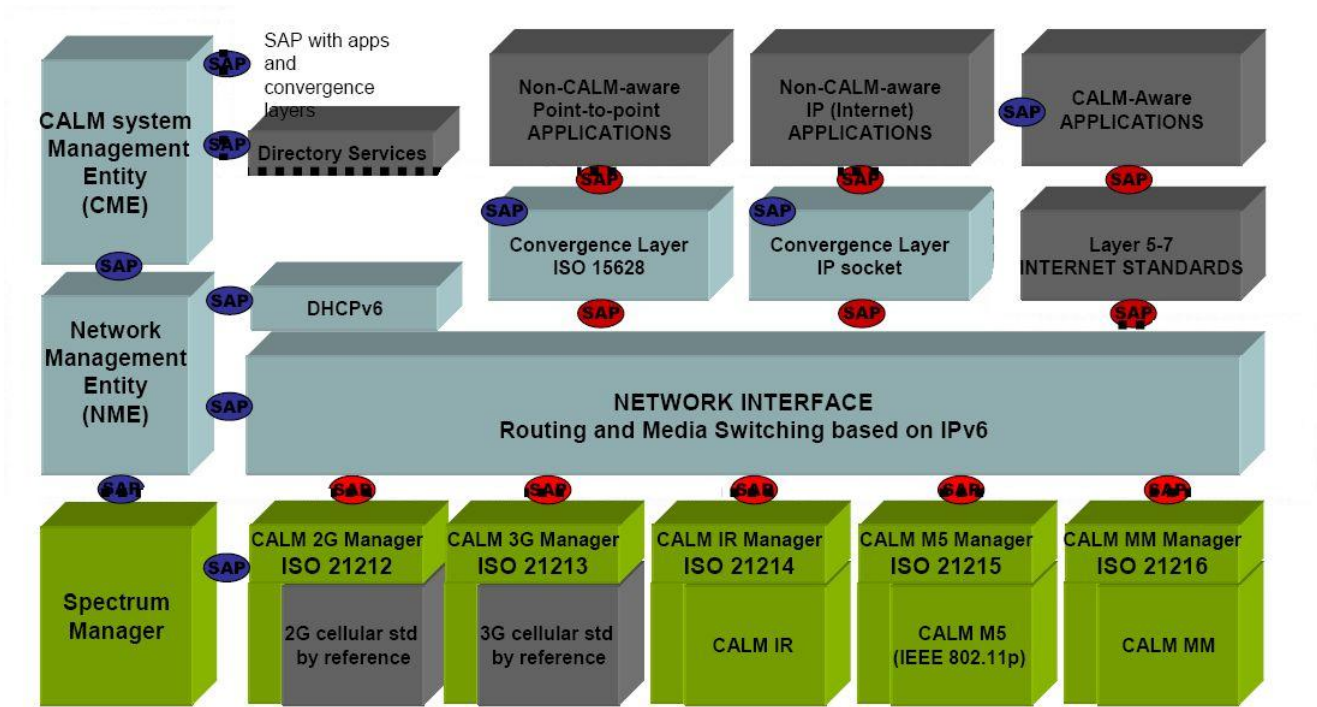 SAP
SAP with apps
and
convergence
layers
CALM system
Management
Entity
(CME)
SAP
Directory Services
Non-CALM-aware
Point-to-point
APPLICATIONS
Non-CALM-aware
IP (Internet)
APPLICATIONS
SAP
CALM-Aware
APPLICATIONS
SAP
SAP
SAP
SAP
Convergence Layer
ISO 15628
SAP
Convergence Layer
IP socket
Layer 5-7
INTERNET STANDARDS
SAP
SAP
DHCPv6
SAP
SAP
SAP
Network
Management
Entity
(NME)
SAP
NETWORK INTERFACE
Routing and Media Switching based on IPv6
SAP
SAP
SAP
SAP
SAP
SAP
Spectrum
Manager
SAP
CALM 2G Manager
ISO 21212
2G cellular std
by reference
CALM 3G Manager
ISO 21213
3G cellular std
by reference
CALM IR Manager
ISO 21214
CALM IR
CALM M5 Manager
ISO 21215
CALM M5
(IEEE 802.11p)
CALM MM Manager
ISO 21216
CALM MM